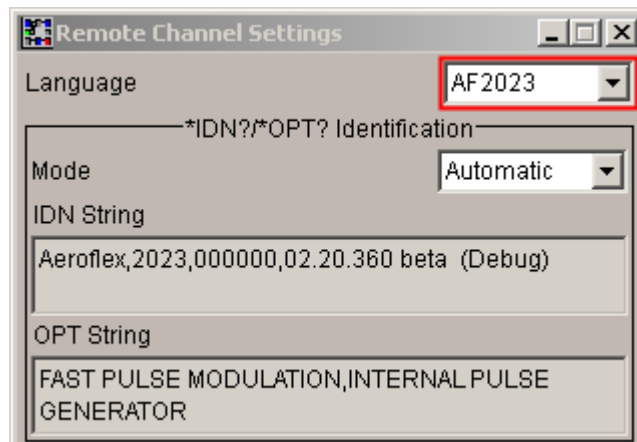 Remote Channel Settings
Language AF2023
*IDN?/*OPT? Identification
Mode Automatic
IDN String
Aeroflex,2023,000000,02.20.360 beta (Debug)
OPT String
FAST PULSE MODULATION,INTERNAL PULSE
GENERATOR